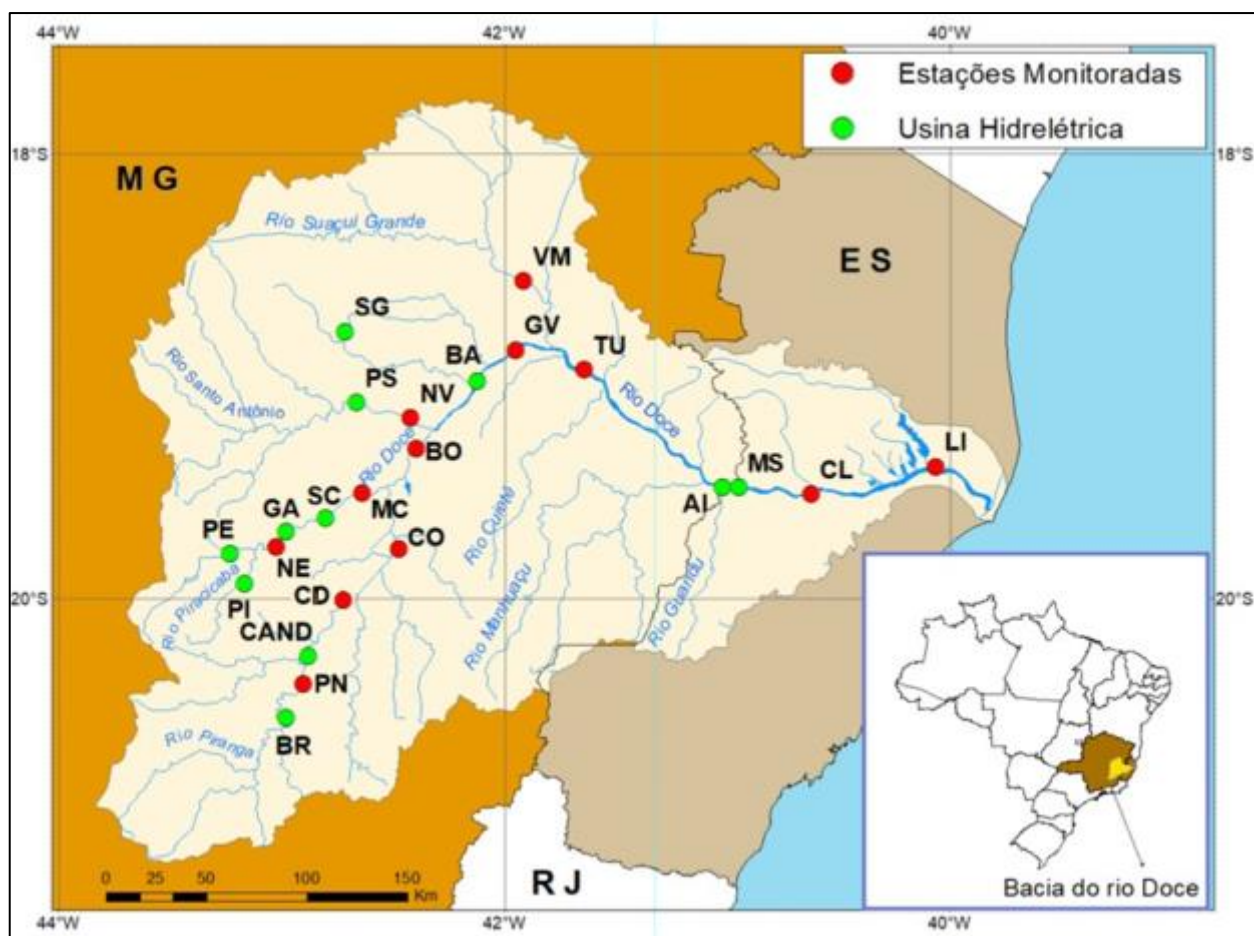 44°W
42°W
40°W
Estações Monitoradas
Usina Hidrelétrica
18°S
18°S
M G
Rio Suaçuí Grande
E S
VM
SG
GV
BA
TU
Rio Santo Antônio
PS
NV
Rio Doce
Rio Doce
BO
LI
MS
CL
SC
GA
MC
AI
PE
CO
Rio Cuieté
NE
Rio Piracicaba
PI
CD
20°S
20°S
CAND
Rio Manhuaçu
Rio Guandu
PN
BR
Rio Piranga
0 25 50 100 150
Km
R J
Bacia do rio Doce
44°W
42°W
40°W